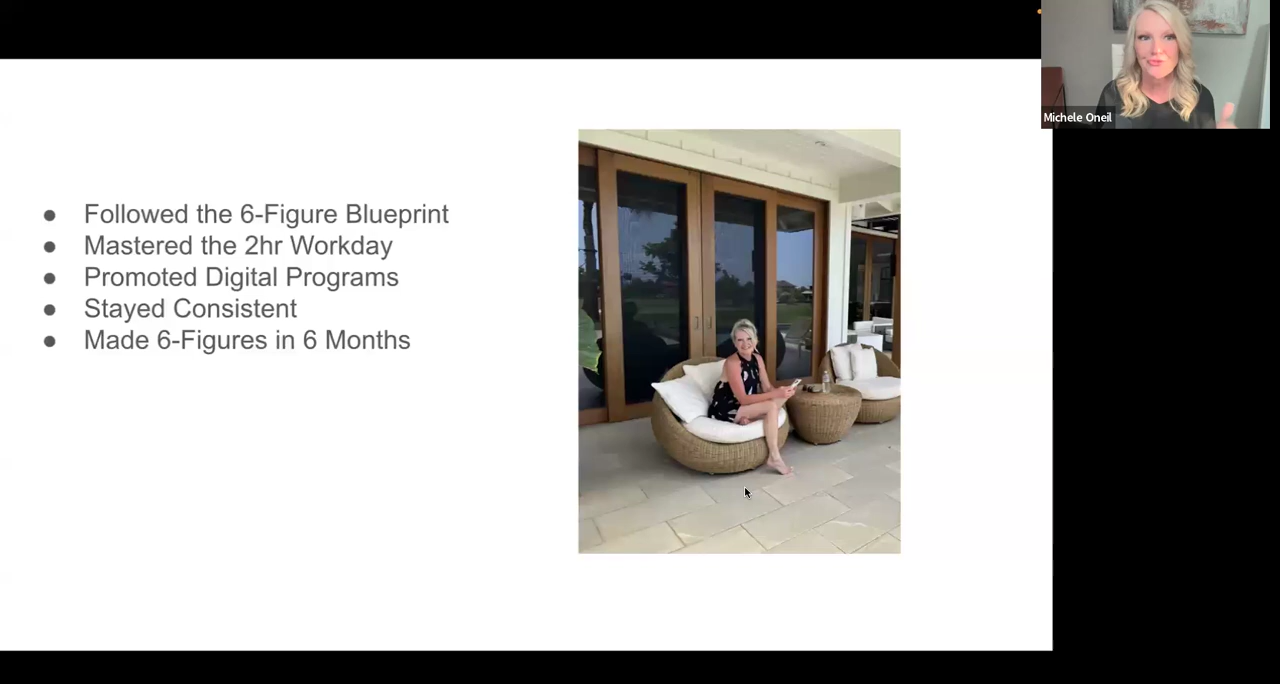 Michele Oneil
● Followed the 6-Figure Blueprint
● Mastered the 2hr Workday
● Promoted Digital Programs
● Stayed Consistent
● Made 6-Figures in 6 Months